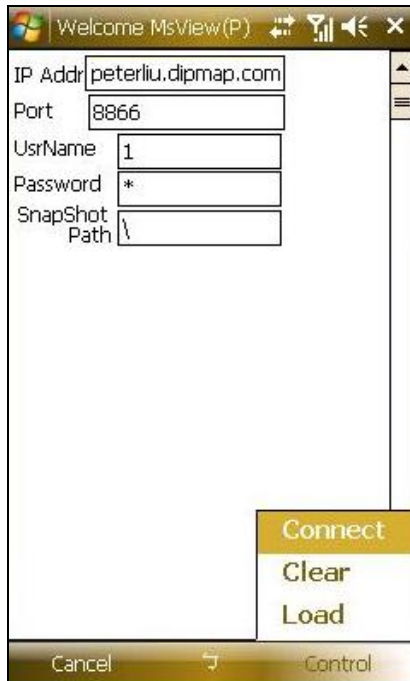 Welcome MsView(P)
IP Addr peterliu.dipmap.com
Port 8866
UsrName 1
Password *
SnapShot
Path \
Connect
Clear
Load
Cancel Control